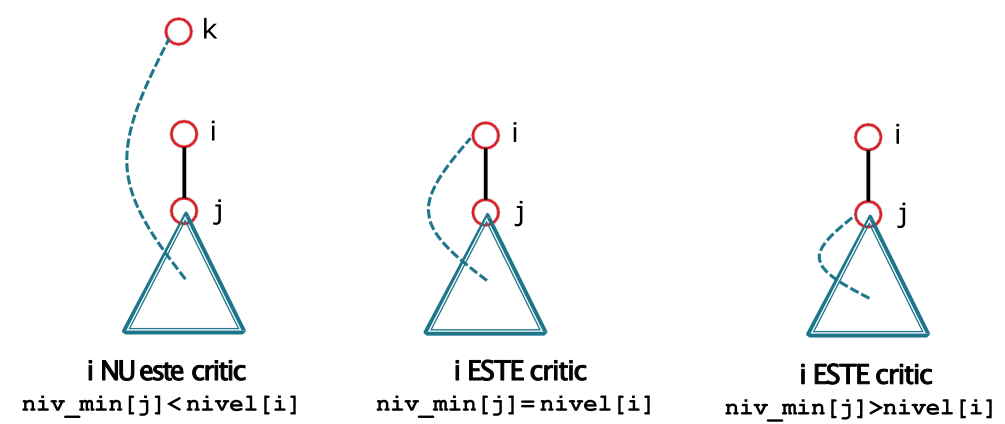 k
i
j
i NU este critic
niv_min[j]<nivel[i]
i
j
i ESTE critic
niv_min[j]=nivel[i]
i
j
i ESTE critic
niv_min[j]>nivel[i]